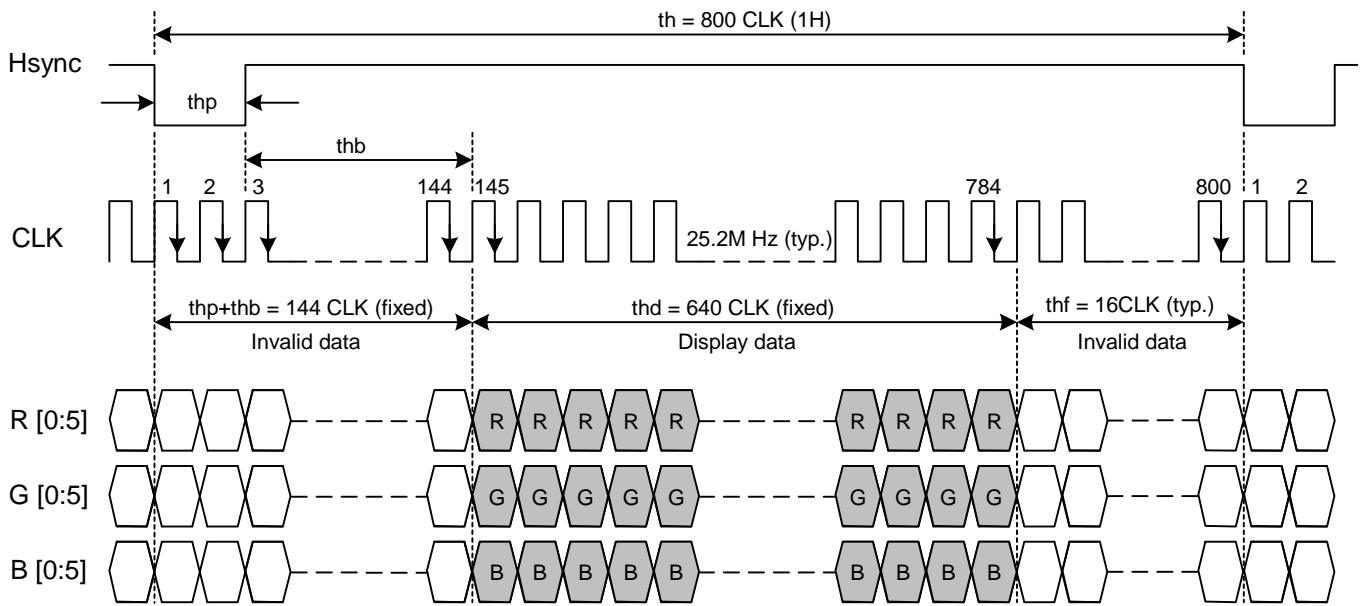 th = 800 CLK (1H)
Hsync
thp
thb
1 2 3 144 145 784 800 1 2
CLK
25.2M Hz (typ.)
thp+thb = 144 CLK (fixed) thd = 640 CLK (fixed) thf = 16CLK (typ.)
Invalid data Display data Invalid data
R [0:5] R R R R R R R R R
G [0:5] G G G G G G G G G
B [0:5] B B B B B B B B B